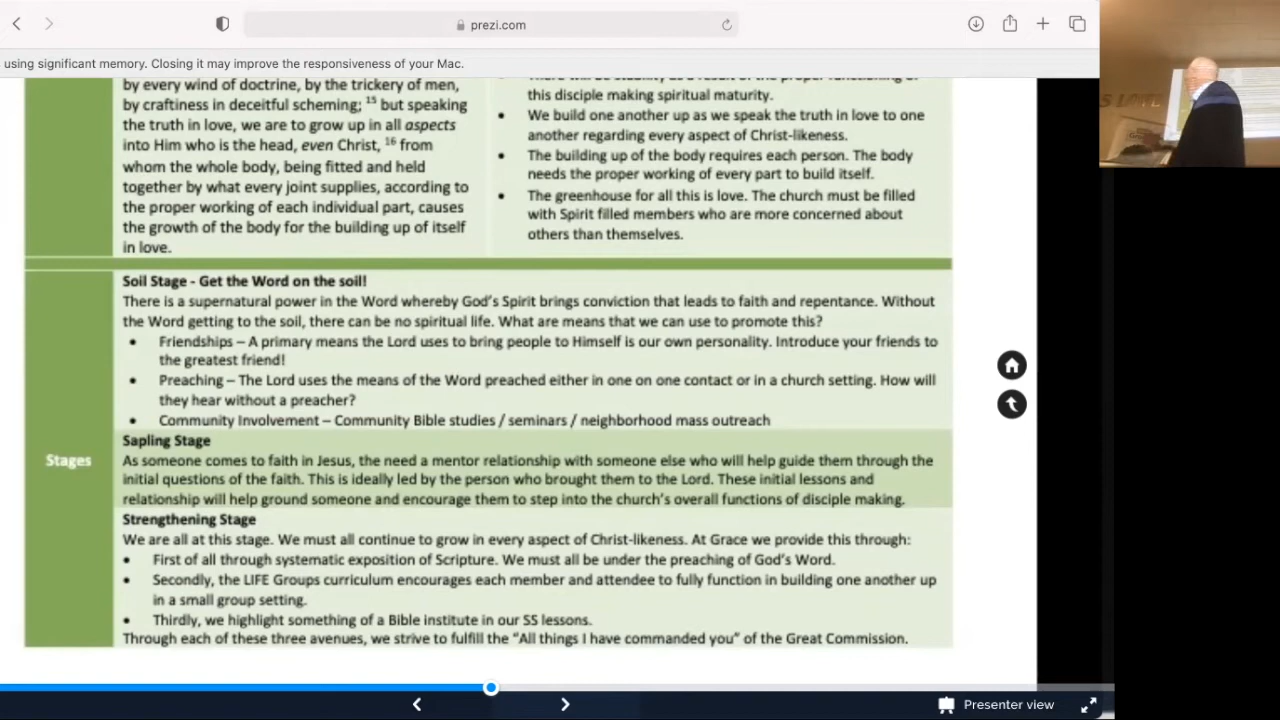 prezi.com
using significant memory. Closing it may improve the responsiveness of your Mac.
by every wind of doctrine, by the trickery of men,
by craftiness in deceitful scheming; 15 but speaking
the truth in love, we are to grow up in all aspects
into Him who is the head, even Christ, 16 from
whom the whole body, being fitted and held
together by what every joint supplies, according to
the proper working of each individual part, causes
the growth of the body for the building up of itself
in love.
There will be stability as a result of the proper functioning of
this disciple making spiritual maturity.
• We build one another up as we speak the truth in love to one
another regarding every aspect of Christ-likeness.
• The building up of the body requires each person. The body
needs the proper working of every part to build itself.
• The greenhouse for all this is love. The church must be filled
with Spirit filled members who are more concerned about
others than themselves.
Stages
Soil Stage - Get the Word on the soil!
There is a supernatural power in the Word whereby God's Spirit brings conviction that leads to faith and repentance. Without
the Word getting to the soil, there can be no spiritual life. What are means that we can use to promote this?
• Friendships – A primary means the Lord uses to bring people to Himself is our own personality. Introduce your friends to
the greatest friend!
• Preaching – The Lord uses the means of the Word preached either in one on one contact or in a church setting. How will
they hear without a preacher?
• Community Involvement – Community Bible studies / seminars / neighborhood mass outreach
Sapling Stage
As someone comes to faith in Jesus, the need a mentor relationship with someone else who will help guide them through the
initial questions of the faith. This is ideally led by the person who brought them to the Lord. These initial lessons and
relationship will help ground someone and encourage them to step into the church's overall functions of disciple making.
Strengthening Stage
We are all at this stage. We must all continue to grow in every aspect of Christ-likeness. At Grace we provide this through:
• First of all through systematic exposition of Scripture. We must all be under the preaching of God's Word.
• Secondly, the LIFE Groups curriculum encourages each member and attendee to fully function in building one another up
in a small group setting.
• Thirdly, we highlight something of a Bible institute in our SS lessons.
Through each of these three avenues, we strive to fulfill the "All things I have commanded you" of the Great Commission.
Presenter view